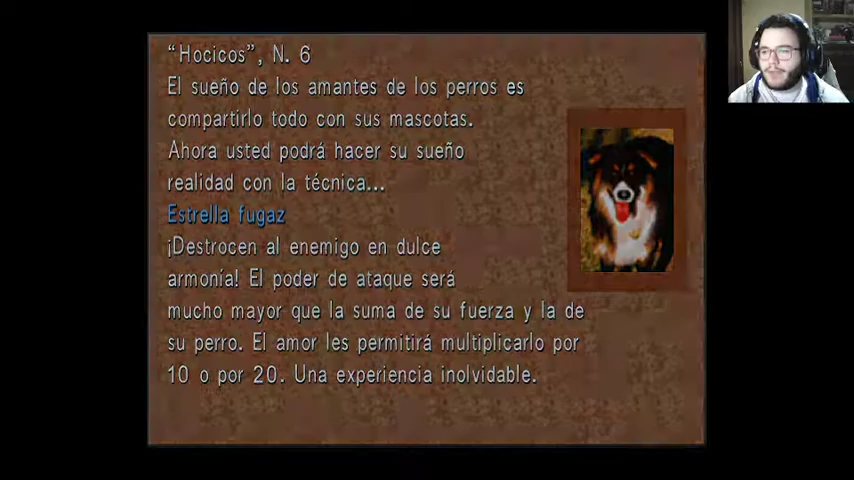 “Hocicos”, N. 6
El sueño de los amantes de los perros es
compartirlo todo con sus mascotas.
Ahora usted podrá hacer su sueño
realidad con la técnica...
Estrella fugaz
¡Destrocen al enemigo en dulce
armonía! El poder de ataque será
mucho mayor que la suma de su fuerza y la de
su perro. El amor les permitirá multiplicarlo por
10 o por 20. Una experiencia inolvidable.